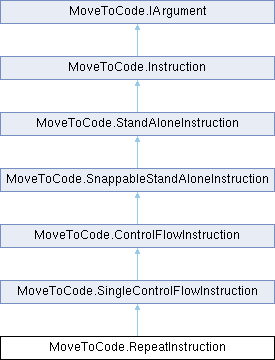 MoveToCode.IArgument
MoveToCode.Instruction
MoveToCode.StandAloneInstruction
MoveToCode.SnappableStandAloneInstruction
MoveToCode.ControlFlowInstruction
MoveToCode.SingleControlFlowInstruction
MoveToCode.RepeatInstruction